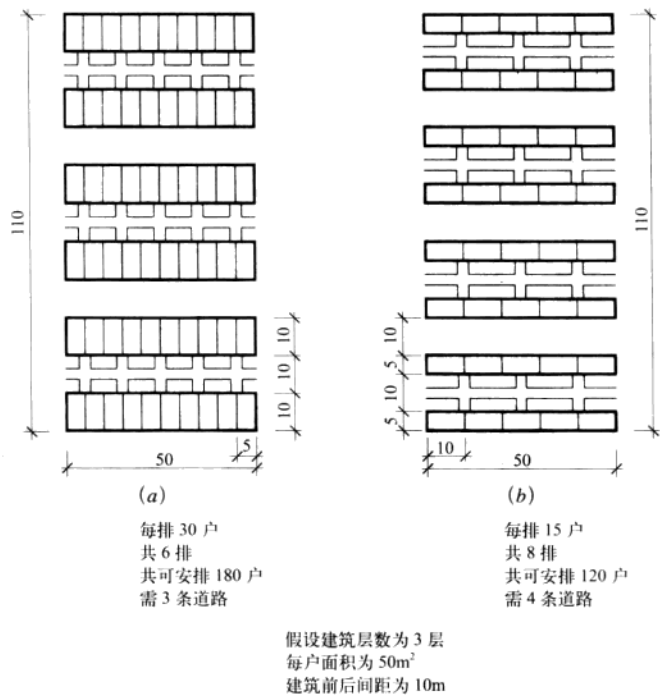 110
10
10
10
5
50
(a)
每排 30 户
共 6 排
共可安排 180 户
需 3 条道路
110
10
5
10
5
10
50
(b)
每排 15 户
共 8 排
共可安排 120 户
需 4 条道路
假设建筑层数为 3 层
每户面积为 50m²
建筑前后间距为 10m